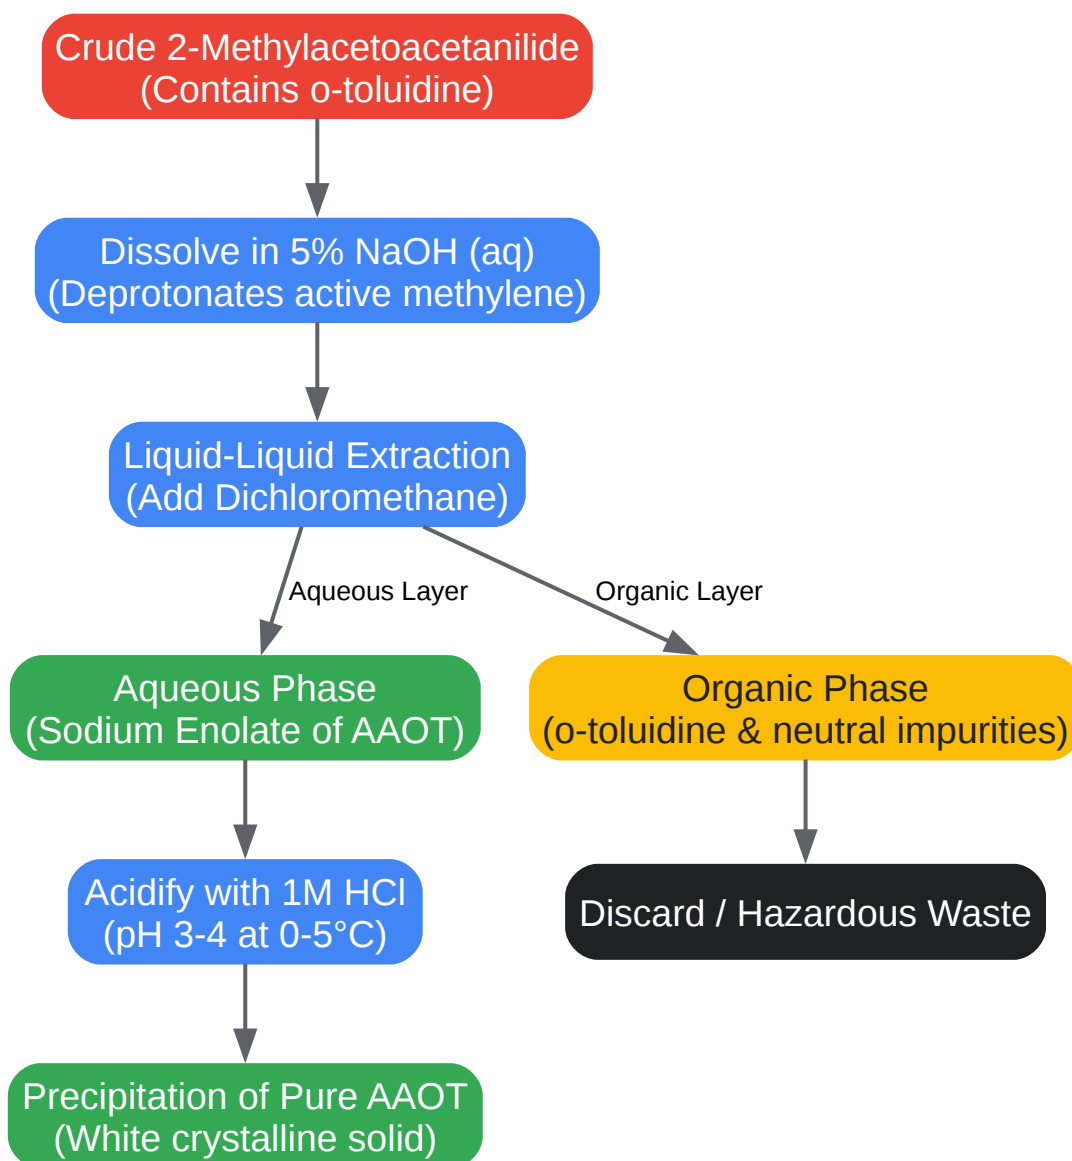 Crude 2-Methylacetoacetanilide
(Contains o-toluidine)
Dissolve in 5% NaOH (aq)
(Deprotonates active methylene)
Liquid-Liquid Extraction
(Add Dichloromethane)
Aqueous Layer
Organic Layer
Aqueous Phase
(Sodium Enolate of AAOT)
Organic Phase
(o-toluidine & neutral impurities)
Acidify with 1M HCl
(pH 3-4 at 0-5°C)
Discard / Hazardous Waste
Precipitation of Pure AAOT
(White crystalline solid)